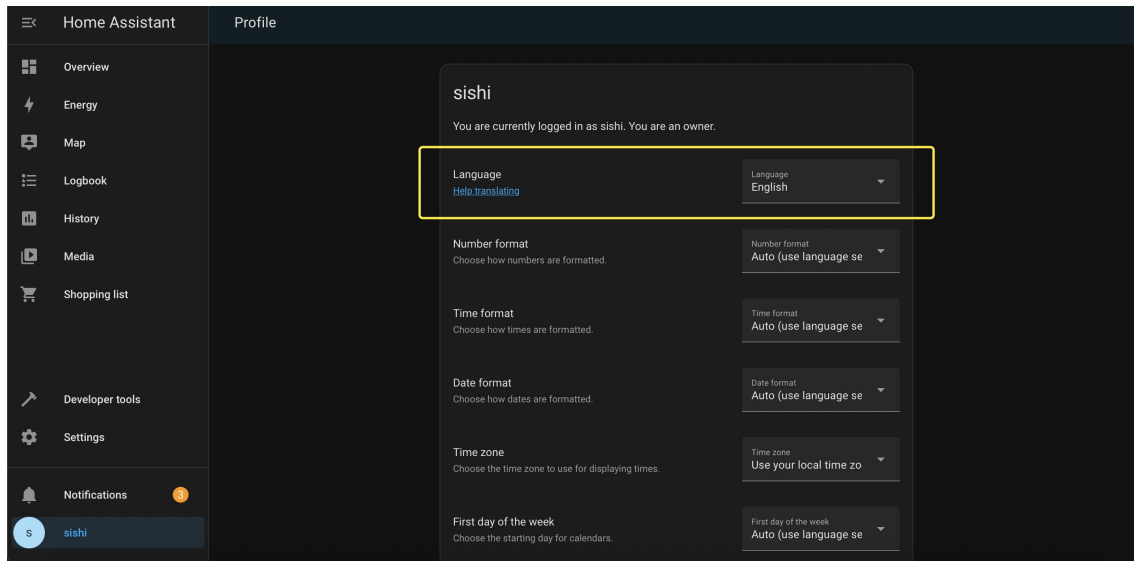 Home Assistant
Profile
Overview
Energy
Map
Logbook
History
Media
Shopping list
Developer tools
Settings
Notifications 3
S sishi
sishi
You are currently logged in as sishi. You are an owner.
Language
Help translating
Language
English
Number format
Choose how numbers are formatted.
Number format
Auto (use language se
Time format
Choose how times are formatted.
Time format
Auto (use language se
Date format
Choose how dates are formatted.
Date format
Auto (use language se
Time zone
Choose the time zone to use for displaying times.
Time zone
Use your local time zo
First day of the week
Choose the starting day for calendars.
First day of the week
Auto (use language se